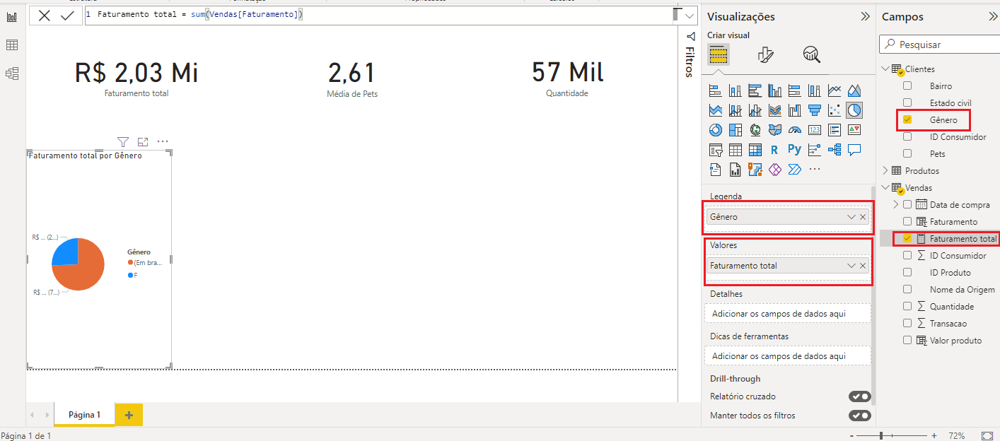 1 Faturamento total = sum(Vendas[Faturamento])
R$ 2,03 Mi
Faturamento total
2,61
Média de Pets
57 Mil
Quantidade
Faturamento total por Gênero
R$ ... (2...)
R$ ... (7...)
Gênero
(Em bra...
F
Filtros
Página 1
+
Página 1 de 1
Visualizações
Criar visual
123
R
Py
...
Legenda
Gênero
Valores
Faturamento total
Detalhes
Adicionar os campos de dados aqui
Dicas de ferramentas
Adicionar os campos de dados aqui
Drill-through
Relatório cruzado
Manter todos os filtros
Campos
Pesquisar
Clientes
Bairro
Estado civil
Gênero
ID Consumidor
Pets
Produtos
Vendas
Data de compra
Faturamento
Faturamento total
ID Consumidor
ID Produto
Nome da Origem
Quantidade
Transacao
Valor produto
- + 72%